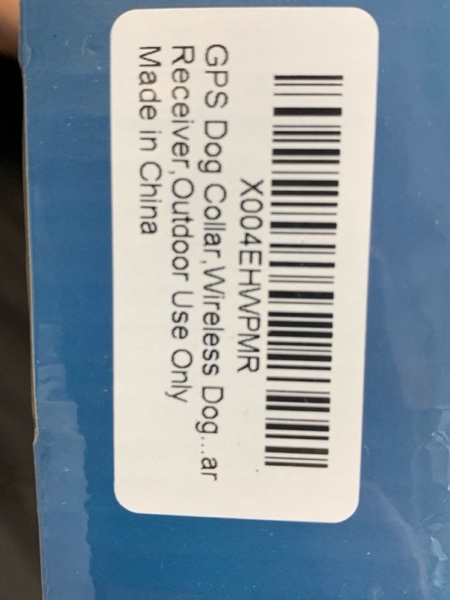 X004EHWPMR
GPS Dog Collar,Wireless Dog...ar
Receiver,Outdoor Use Only
Made in China